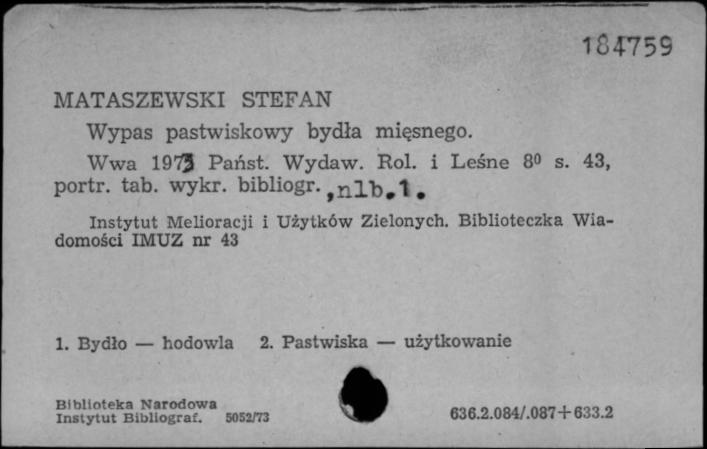 184759
MATASZEWSKI STEFAN
Wypas pastwiskowy bydła mięsnego.
Wwa 1973 Państ. Wydaw. Rol. i Leśne 8⁰ s. 43,
portr. tab. wykr. bibliogr. ,nlb.1.
Instytut Melioracji i Użytków Zielonych. Biblioteczka Wia-
domości IMUZ nr 43
1. Bydło — hodowla 2. Pastwiska — użytkowanie
Biblioteka Narodowa
Instytut Bibliograf. 5052/73
636.2.084/.087+633.2